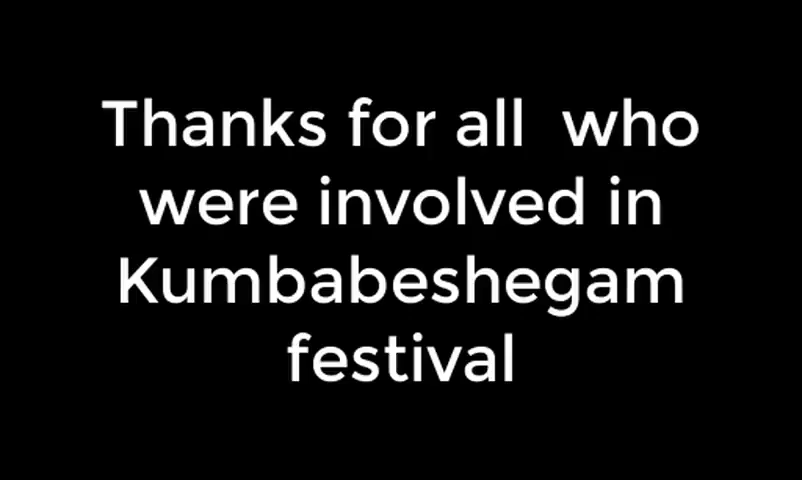 Thanks for all  who
were involved in
Kumbabeshegam
festival